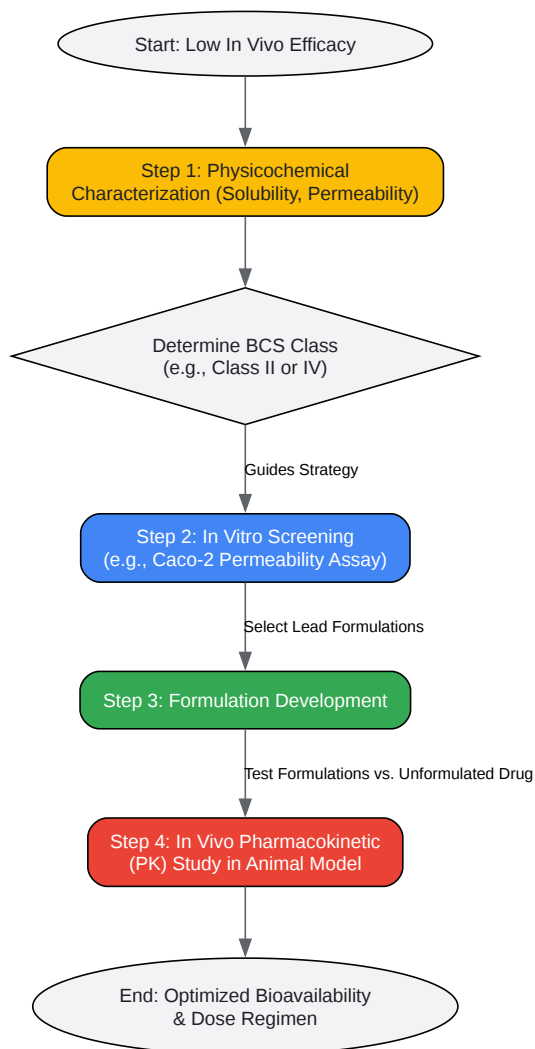 Start: Low In Vivo Efficacy
Step 1: Physicochemical
Characterization (Solubility, Permeability)
Determine BCS Class
(e.g., Class II or IV)
Guides Strategy
Step 2: In Vitro Screening
(e.g., Caco-2 Permeability Assay)
Select Lead Formulations
Step 3: Formulation Development
Test Formulations vs. Unformulated Drug
Step 4: In Vivo Pharmacokinetic
(PK) Study in Animal Model
End: Optimized Bioavailability
& Dose Regimen